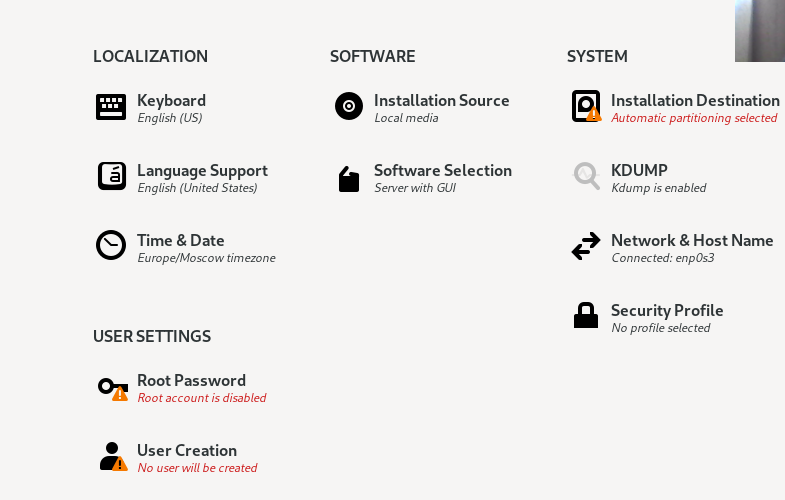 LOCALIZATION
Keyboard
English (US)
Language Support
English (United States)
Time & Date
Europe/Moscow timezone
USER SETTINGS
Root Password
Root account is disabled
User Creation
No user will be created
SOFTWARE
Installation Source
Local media
Software Selection
Server with GUI
SYSTEM
Installation Destination
Automatic partitioning selected
KDUMP
Kdump is enabled
Network & Host Name
Connected: enp0s3
Security Profile
No profile selected